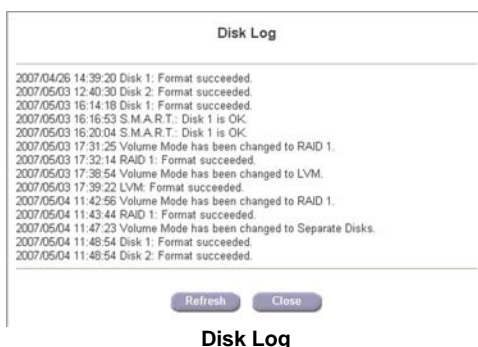 Disk Log
2007/04/26 14:39:20 Disk 1: Format succeeded.
2007/05/03 12:40:30 Disk 2: Format succeeded.
2007/05/03 16:14:18 Disk 1: Format succeeded.
2007/05/03 16:16:53 S.M.A.R.T.: Disk 1 is OK.
2007/05/03 16:20:04 S.M.A.R.T.: Disk 1 is OK.
2007/05/03 17:31:25 Volume Mode has been changed to RAID 1.
2007/05/03 17:32:14 RAID 1: Format succeeded.
2007/05/03 17:38:54 Volume Mode has been changed to LVM.
2007/05/03 17:39:22 LVM: Format succeeded.
2007/05/04 11:42:56 Volume Mode has been changed to RAID 1.
2007/05/04 11:43:44 RAID 1: Format succeeded.
2007/05/04 11:47:23 Volume Mode has been changed to Separate Disks.
2007/05/04 11:48:54 Disk 1: Format succeeded.
2007/05/04 11:48:54 Disk 2: Format succeeded.
Refresh Close
Disk Log